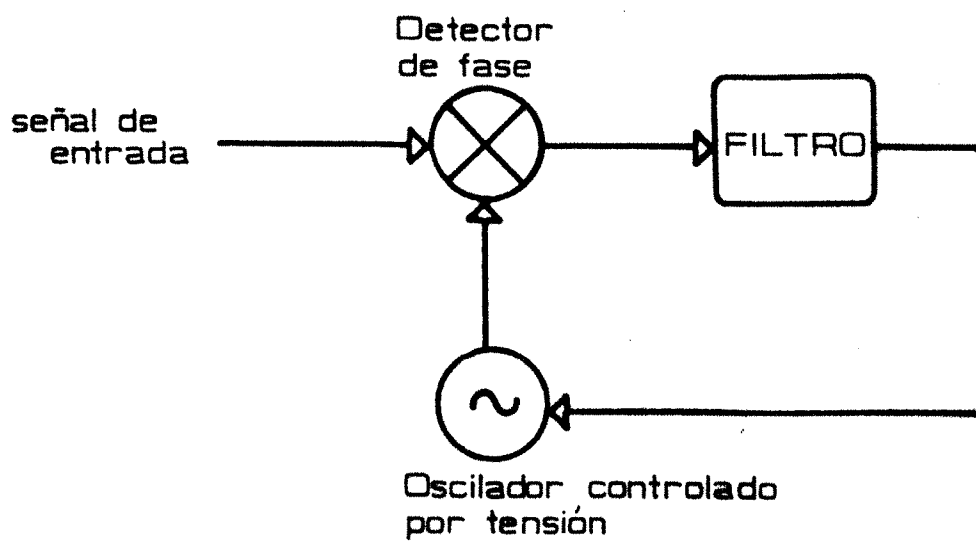 Detector
de fase
señal de
entrada
FILTRO
Oscilador controlado
por tensión